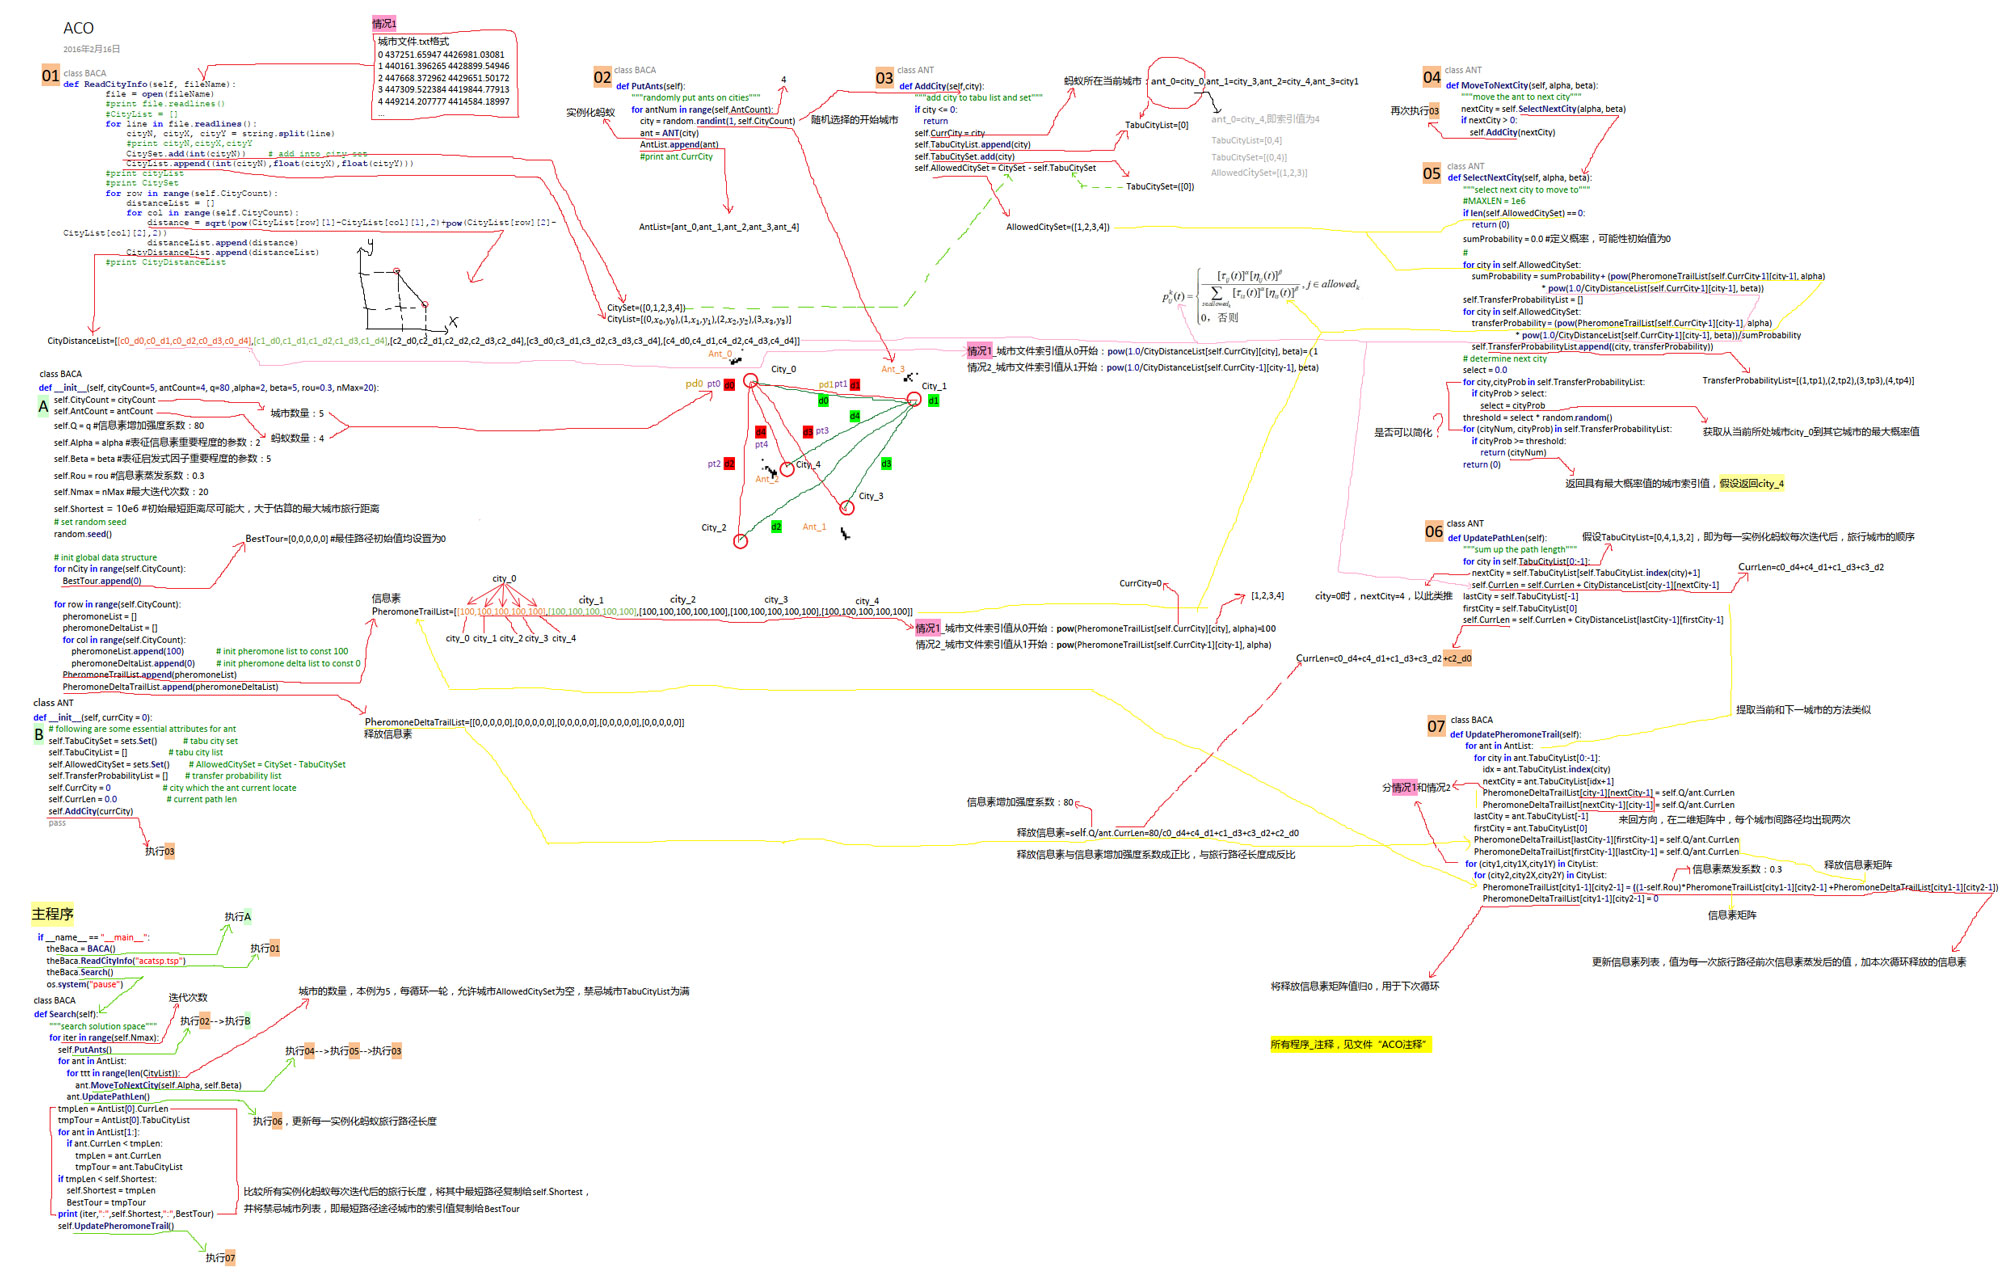 ACO
2016年2月16日
情况1
城市文件.txt格式
0 437251.65947 4426981.03081
1 440161.396265 4428899.54946
2 447668.372962 4429651.50172
3 447309.522384 4419844.77913
4 449214.207777 4414584.18997
...
01
class BACA
def ReadCityInfo(self, fileName):
file = open(fileName)
#print file.readlines()
#CityList = []
for line in file.readlines():
cityN, cityX, cityY = string.split(line)
#print cityN,cityX,cityY
CitySet.add(int(cityN)) # add into city set
CityList.append((int(cityN),float(cityX),float(cityY)))
#print cityList
#print CitySet
for row in range(self.CityCount):
distanceList = []
for col in range(self.CityCount):
distance = sqrt(pow(CityList[row][1]-CityList[col][1],2)+pow(CityList[row][2]-
CityList[col][2],2))
distanceList.append(distance)
CityDistanceList.append(distanceList)
#print CityDistanceList
y
X
02
class BACA
def PutAnts(self):
"""randomly put ants on cities"""
for antNum in range(self.AntCount):
city = random.randint(1, self.CityCount)
ant = ANT(city)
AntList.append(ant)
#print ant.CurrCity
4
实例化蚂蚁
随机选择的开始城市
AntList=[ant_0,ant_1,ant_2,ant_3,ant_4]
03
class ANT
def AddCity(self,city):
"""add city to tabu list and set"""
if city <= 0:
return
self.CurrCity = city
self.TabuCityList.append(city)
self.TabuCitySet.add(city)
self.AllowedCitySet = CitySet - self.TabuCitySet
蚂蚁所在当前城市：ant_0=city_0,ant_1=city_3,ant_2=city_4,ant_3=city1
TabuCityList=[0]
ant_0=city_4,即索引值为4
TabuCityList=[0,4]
TabuCitySet=[(0,4)]
AllowedCitySet=[(1,2,3)]
TabuCitySet=([0])
AllowedCitySet=([1,2,3,4])
04
class ANT
def MoveToNextCity(self, alpha, beta):
"""move the ant to next city"""
nextCity = self.SelectNextCity(alpha, beta)
if nextCity > 0:
self.AddCity(nextCity)
再次执行03
05
class ANT
def SelectNextCity(self, alpha, beta):
"""select next city to move to"""
#MAXLEN = 1e6
if len(self.AllowedCitySet) == 0:
return (0)
sumProbability = 0.0 #定义概率，可能性初始值为0
#
for city in self.AllowedCitySet:
sumProbability = sumProbability+ (pow(PheromoneTrailList[self.CurrCity-1][city-1], alpha)
* pow(1.0/CityDistanceList[self.CurrCity-1][city-1], beta))
self.TransferProbabilityList = []
for city in self.AllowedCitySet:
transferProbability = (pow(PheromoneTrailList[self.CurrCity-1][city-1], alpha)
* pow(1.0/CityDistanceList[self.CurrCity-1][city-1], beta))/sumProbability
self.TransferProbabilityList.append((city, transferProbability))
# determine next city
select = 0.0
for city,cityProb in self.TransferProbabilityList:
if cityProb > select:
select = cityProb
threshold = select * random.random()
for (cityNum, cityProb) in self.TransferProbabilityList:
if cityProb >= threshold:
return (cityNum)
return (0)
TransferProbabilityList=[(1,tp1),(2,tp2),(3,tp3),(4,tp4)]
获取从当前所处城市city_0到其它城市的最大概率值
是否可以简化
?
返回具有最大概率值的城市索引值，假设返回city_4
p_{ij}^{k}(t) = { [τ_{ij}(t)]^α [η_{ij}(t)]^β / Σ_{s∈allowed_k} [τ_{is}(t)]^α [η_{is}(t)]^β , j ∈ allowed_k
0，否则
CitySet=([0,1,2,3,4])
CityList=[(0,x₀,y₀),(1,x₁,y₁),(2,x₂,y₂),(3,x₃,y₃)]
CityDistanceList=[[c0_d0,c0_d1,c0_d2,c0_d3,c0_d4],[c1_d0,c1_d1,c1_d2,c1_d3,c1_d4],[c2_d0,c2_d1,c2_d2,c2_d3,c2_d4],[c3_d0,c3_d1,c3_d2,c3_d3,c3_d4],[c4_d0,c4_d1,c4_d2,c4_d3,c4_d4]]
情况1_城市文件索引值从0开始：pow(1.0/CityDistanceList[self.CurrCity][city], beta)= (1
情况2_城市文件索引值从1开始：pow(1.0/CityDistanceList[self.CurrCity-1][city-1], beta)
Ant_0
City_0
Ant_3
City_1
pd0 pt0 d0
pd1 pt1 d1
d0
d1
d4
d4
d3 pt3
pt4
pt2 d2
City_4
Ant_2
d3
City_3
City_2
d2
Ant_1
class BACA
A
def __init__(self, cityCount=5, antCount=4, q=80 ,alpha=2, beta=5, rou=0.3, nMax=20):
self.CityCount = cityCount
self.AntCount = antCount
self.Q = q #信息素增加强度系数：80
self.Alpha = alpha #表征信息素重要程度的参数：2
self.Beta = beta #表征启发式因子重要程度的参数：5
self.Rou = rou #信息素蒸发系数：0.3
self.Nmax = nMax #最大迭代次数：20
self.Shortest = 10e6 #初始最短距离尽可能大，大于估算的最大城市旅行距离
# set random seed
random.seed()
# init global data structure
for nCity in range(self.CityCount):
BestTour.append(0)
for row in range(self.CityCount):
pheromoneList = []
pheromoneDeltaList = []
for col in range(self.CityCount):
pheromoneList.append(100) # init pheromone list to const 100
pheromoneDeltaList.append(0) # init pheromone delta list to const 0
PheromoneTrailList.append(pheromoneList)
PheromoneDeltaTrailList.append(pheromoneDeltaList)
城市数量：5
蚂蚁数量：4
BestTour=[0,0,0,0,0] #最佳路径初始值均设置为0
city_0
信息素
city_1 city_2 city_3 city_4
PheromoneTrailList=[[100,100,100,100,100],[100,100,100,100,100],[100,100,100,100,100],[100,100,100,100,100],[100,100,100,100,100]]
city_0 city_1 city_2 city_3 city_4
CurrCity=0
[1,2,3,4]
情况1_城市文件索引值从0开始：pow(PheromoneTrailList[self.CurrCity][city], alpha)=100
情况2_城市文件索引值从1开始：pow(PheromoneTrailList[self.CurrCity-1][city-1], alpha)
PheromoneDeltaTrailList=[[0,0,0,0,0],[0,0,0,0,0],[0,0,0,0,0],[0,0,0,0,0],[0,0,0,0,0]]
释放信息素
class ANT
B
def __init__(self, currCity = 0):
# following are some essential attributes for ant
self.TabuCitySet = sets.Set() # tabu city set
self.TabuCityList = [] # tabu city list
self.AllowedCitySet = sets.Set() # AllowedCitySet = CitySet - TabuCitySet
self.TransferProbabilityList = [] # transfer probability list
self.CurrCity = 0 # city which the ant current locate
self.CurrLen = 0.0 # current path len
self.AddCity(currCity)
pass
执行03
06
class ANT
def UpdatePathLen(self):
"""sum up the path length"""
for city in self.TabuCityList[0:-1]:
nextCity = self.TabuCityList[self.TabuCityList.index(city)+1]
self.CurrLen = self.CurrLen + CityDistanceList[city-1][nextCity-1]
lastCity = self.TabuCityList[-1]
firstCity = self.TabuCityList[0]
self.CurrLen = self.CurrLen + CityDistanceList[lastCity-1][firstCity-1]
假设TabuCityList=[0,4,1,3,2]，即为每一实例化蚂蚁每次迭代后，旅行城市的顺序
CurrLen=c0_d4+c4_d1+c1_d3+c3_d2
city=0时，nextCity=4，以此类推
CurrLen=c0_d4+c4_d1+c1_d3+c3_d2+c2_d0
提取当前和下一城市的方法类似
07
class BACA
def UpdatePheromoneTrail(self):
for ant in AntList:
for city in ant.TabuCityList[0:-1]:
idx = ant.TabuCityList.index(city)
nextCity = ant.TabuCityList[idx+1]
PheromoneDeltaTrailList[city-1][nextCity-1] = self.Q/ant.CurrLen
PheromoneDeltaTrailList[nextCity-1][city-1] = self.Q/ant.CurrLen
lastCity = ant.TabuCityList[-1]
firstCity = ant.TabuCityList[0]
PheromoneDeltaTrailList[lastCity-1][firstCity-1] = self.Q/ant.CurrLen
PheromoneDeltaTrailList[firstCity-1][lastCity-1] = self.Q/ant.CurrLen
for (city1,city1X,city1Y) in CityList:
for (city2,city2X,city2Y) in CityList:
PheromoneTrailList[city1-1][city2-1] = ((1-self.Rou)*PheromoneTrailList[city1-1][city2-1] +PheromoneDeltaTrailList[city1-1][city2-1])
PheromoneDeltaTrailList[city1-1][city2-1] = 0
分情况1和情况2
来回方向，在二维矩阵中，每个城市间路径均出现两次
释放信息素矩阵
信息素蒸发系数：0.3
信息素矩阵
更新信息素列表，值为每一次旅行路径前次信息素蒸发后的值，加本次循环释放的信息素
将释放信息素矩阵值归0，用于下次循环
信息素增加强度系数：80
释放信息素=self.Q/ant.CurrLen=80/c0_d4+c4_d1+c1_d3+c3_d2+c2_d0
释放信息素与信息素增加强度系数成正比，与旅行路径长度成反比
所有程序_注释，见文件“ACO注释”
主程序
if __name__ == "__main__":
theBaca = BACA()
theBaca.ReadCityInfo("acatsp.tsp")
theBaca.Search()
os.system("pause")
执行A
执行01
class BACA
def Search(self):
"""search solution space"""
for iter in range(self.Nmax):
self.PutAnts()
for ant in AntList:
for ttt in range(len(CityList)):
ant.MoveToNextCity(self.Alpha, self.Beta)
ant.UpdatePathLen()
tmpLen = AntList[0].CurrLen
tmpTour = AntList[0].TabuCityList
for ant in AntList[1:]:
if ant.CurrLen < tmpLen:
tmpLen = ant.CurrLen
tmpTour = ant.TabuCityList
if tmpLen < self.Shortest:
self.Shortest = tmpLen
BestTour = tmpTour
print (iter,":",self.Shortest,":",BestTour)
self.UpdatePheromoneTrail()
迭代次数
执行02-->执行B
城市的数量，本例为5，每循环一轮，允许城市AllowedCitySet为空，禁忌城市TabuCityList为满
执行04-->执行05-->执行03
执行06，更新每一实例化蚂蚁旅行路径长度
比较所有实例化蚂蚁每次迭代后的旅行长度，将其中最短路径复制给self.Shortest，
并将禁忌城市列表，即最短路径途径城市的索引值复制给BestTour
执行07